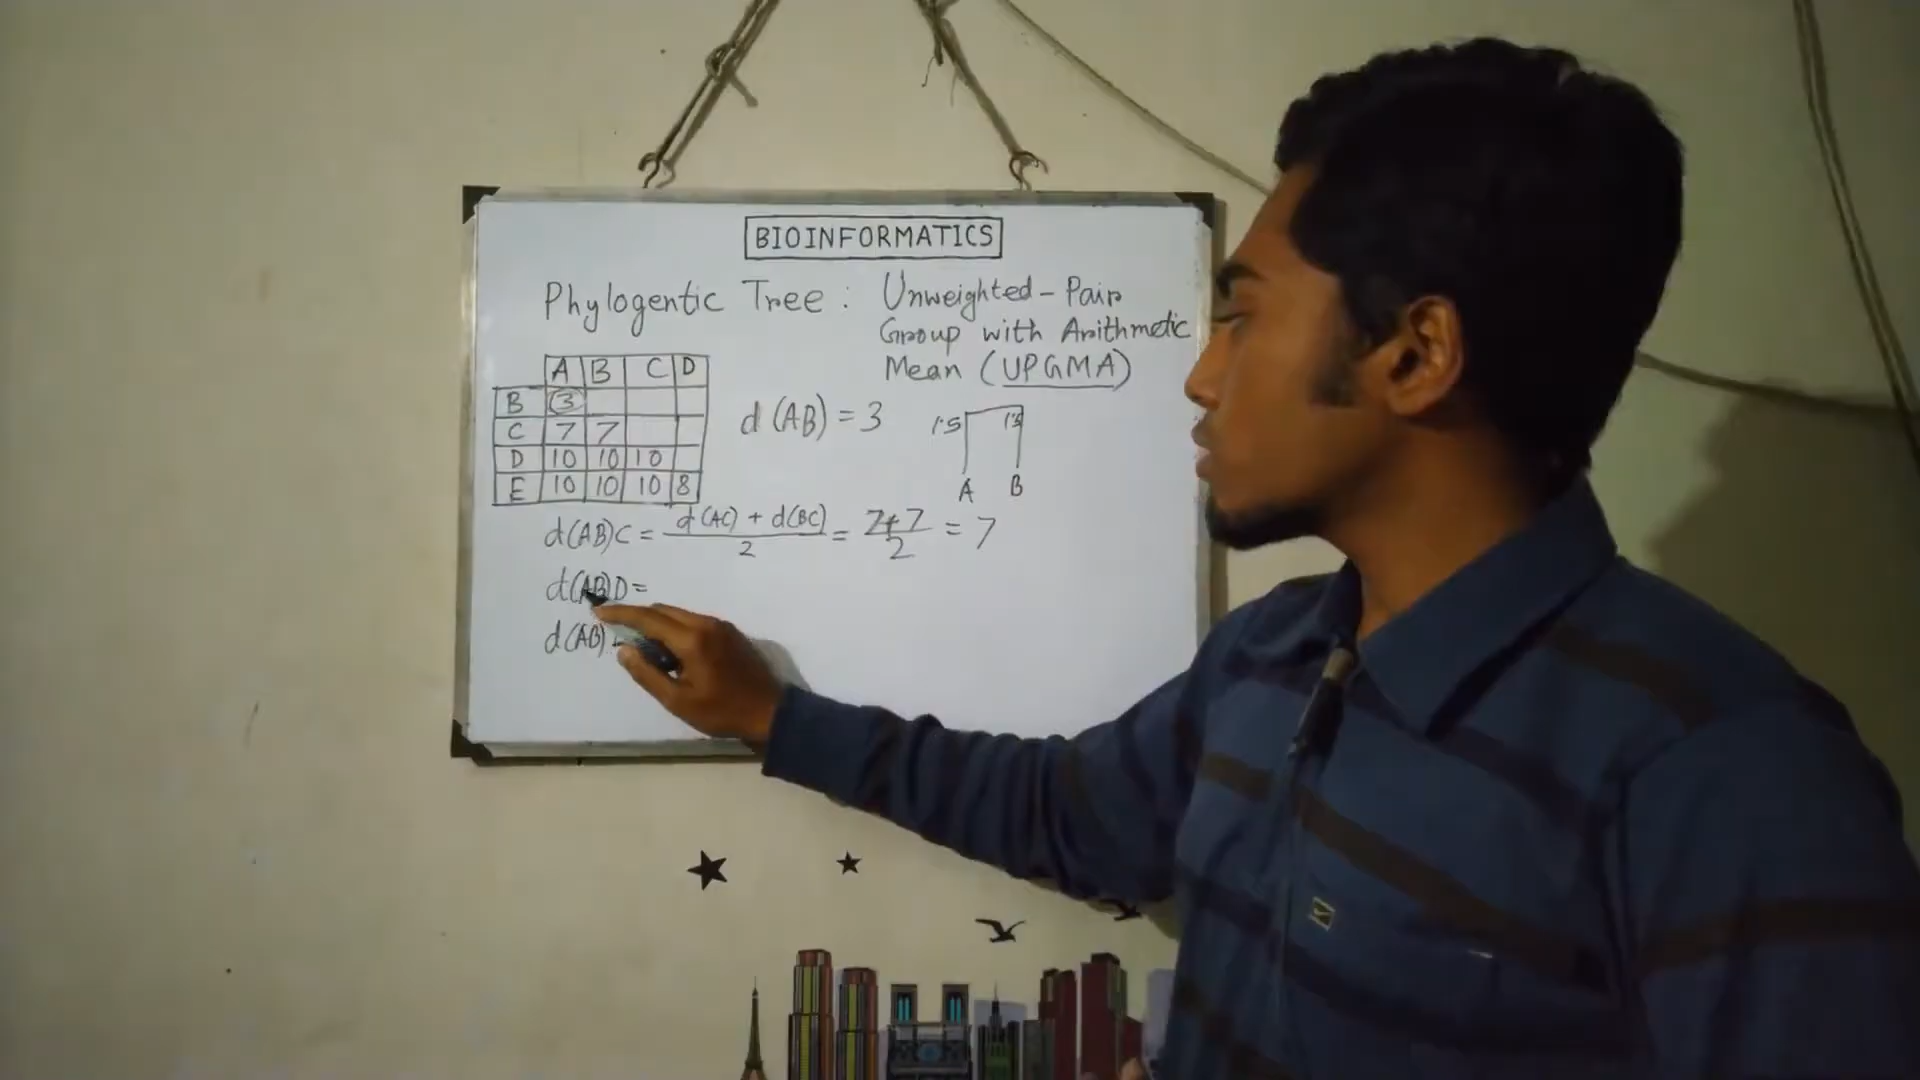 BIOINFORMATICS
Phylogentic Tree : Unweighted-Pair
Group with Arithmetic
Mean (UPGMA)
A B C D
B 3
C 7 7
D 10 10 10
E 10 10 10 8
d(AB) = 3
1.5 1.5
A B
d(AB)C = d(AC) + d(BC) / 2 = 7+7 / 2 = 7
d(AB)D =
d(AB)